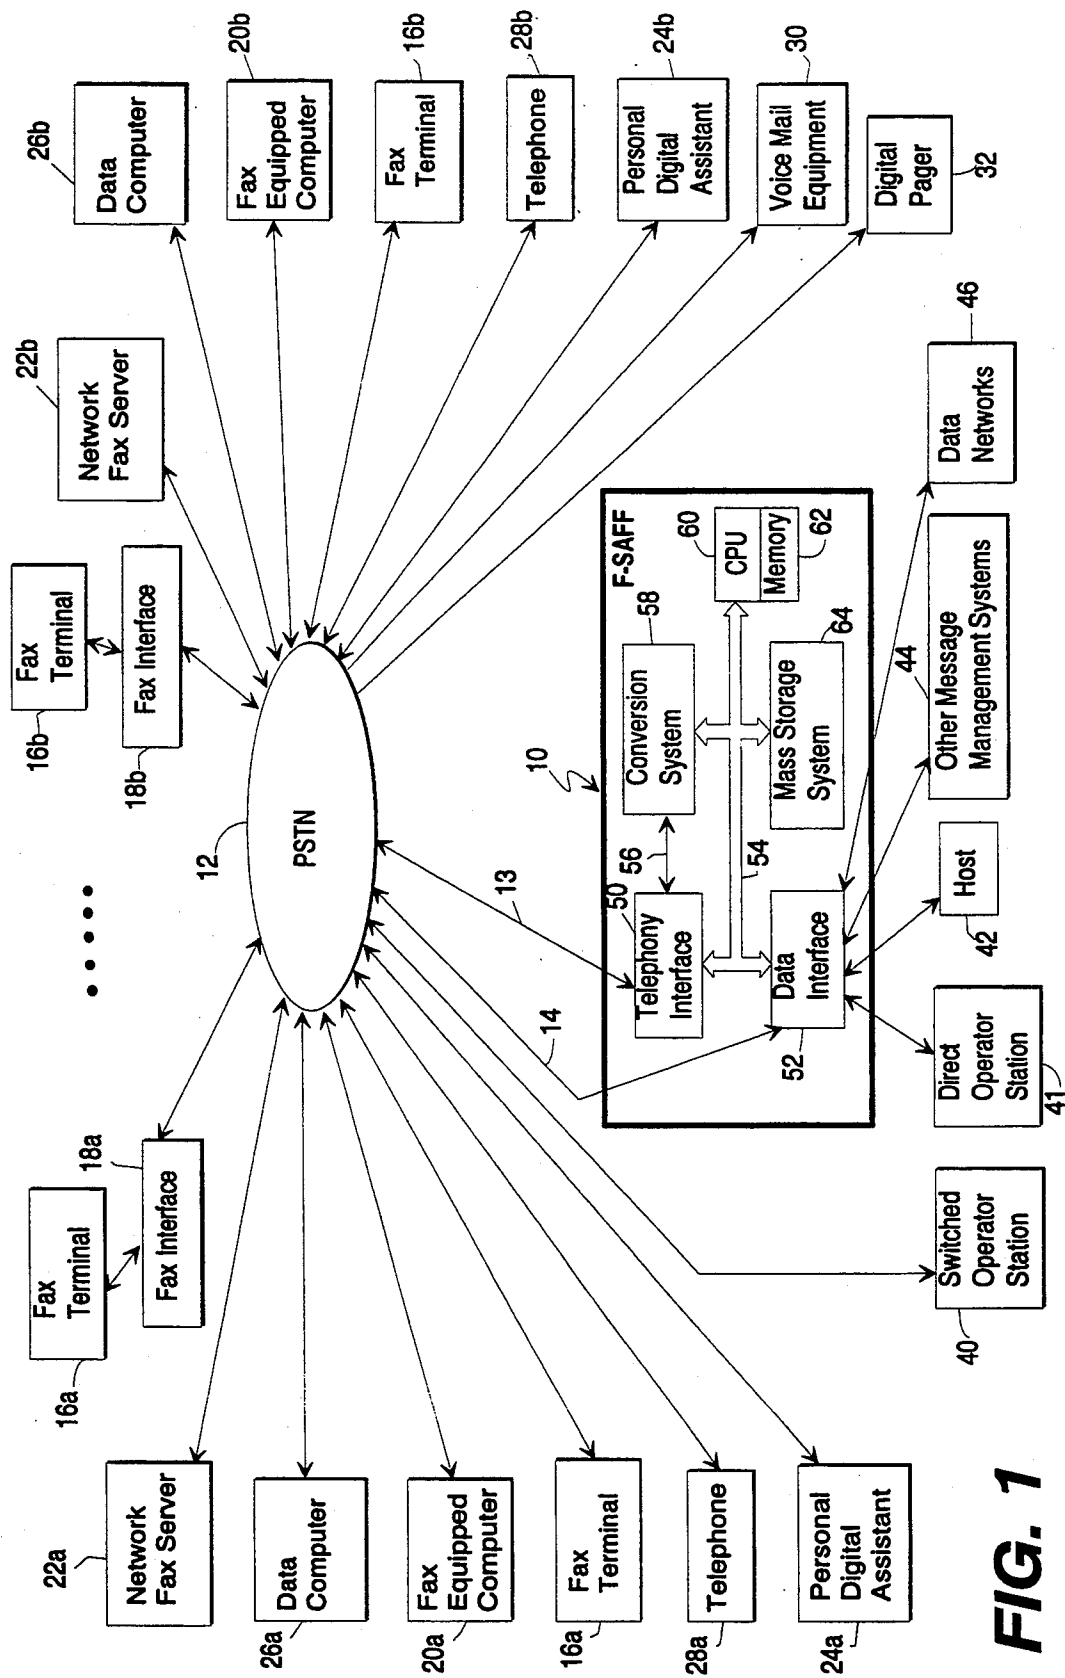 22a
Network
Fax Server
26a
Data
Computer
20a
Fax
Equipped
Computer
16a
Fax
Terminal
28a
Telephone
24a
Personal
Digital
Assistant
16a
Fax
Terminal
18a
Fax Interface
16b
Fax
Terminal
18b
Fax Interface
22b
Network
Fax Server
26b
Data
Computer
20b
Fax
Equipped
Computer
16b
Fax
Terminal
28b
Telephone
24b
Personal
Digital
Assistant
30
Voice Mail
Equipment
32
Digital
Pager
12
PSTN
13
14
10
F-SAFF
50
Telephony
Interface
56
58
Conversion
System
60
CPU
Memory
62
54
52
Data
Interface
64
Mass Storage
System
40
Switched
Operator
Station
41
Direct
Operator
Station
42
Host
44
Other Message
Management Systems
46
Data
Networks
FIG. 1